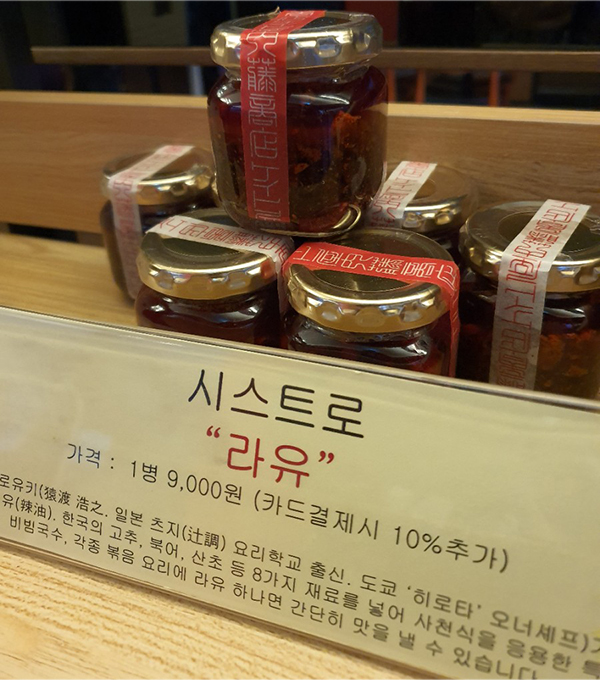 시스트로
“라유”
가격 : 1병 9,000원 (카드결제시 10%추가)
로유키(猿渡 浩之. 일본 츠지(辻調) 요리학교 출신. 도쿄 ‘히로타’ 오너셰프)가
유(辣油). 한국의 고추, 북어, 산초 등 8가지 재료를 넣어 사천식을 응용한 특
비빔국수, 각종 볶음 요리에 라유 하나면 간단히 맛을 낼 수 있습니다